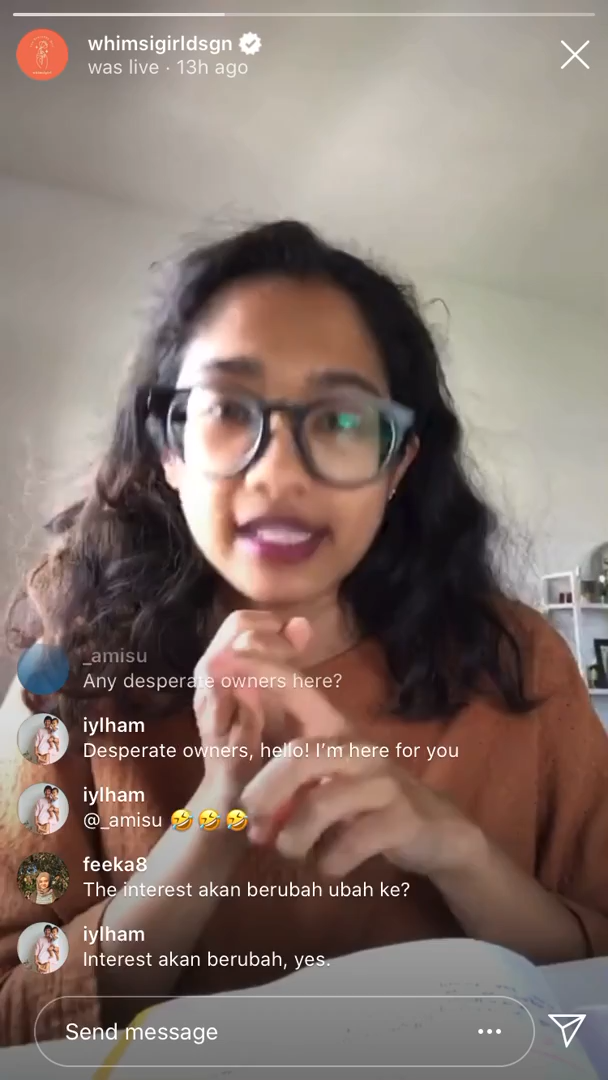 whimsigirldsgn
was live · 13h ago
_amisu
Any desperate owners here?
iylham
Desperate owners, hello! I'm here for you
iylham
@_amisu 🤣🤣🤣
feeka8
The interest akan berubah ubah ke?
iylham
Interest akan berubah, yes.
Send message